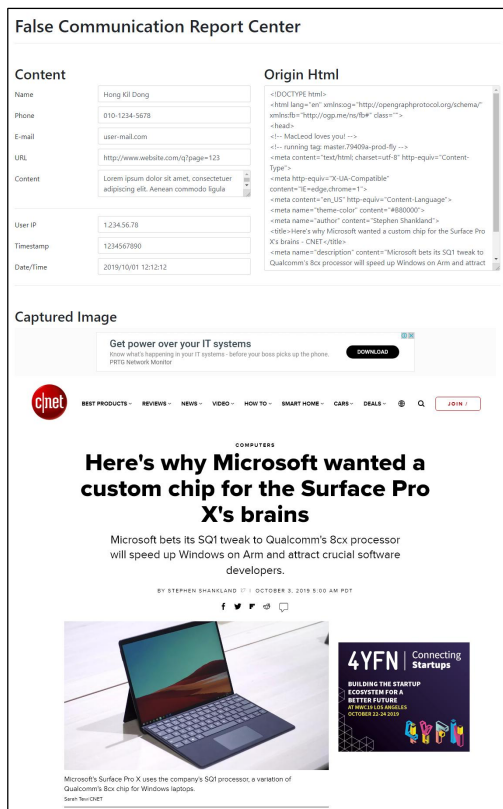 False Communication Report Center
Content
Name
Hong Kil Dong
Phone
010-1234-5678
E-mail
user-mail.com
URL
http://www.website.com/q?page=123
Content
Lorem ipsum dolor sit amet, consectetuer
adipiscing elit. Aenean commodo ligula
User IP
1.234.56.78
Timestamp
1234567890
Date/Time
2019/10/01 12:12:12
Origin Html
<!DOCTYPE html>
<html lang="en" xmlns:og="http://opengraphprotocol.org/schema/"
xmlns:fb="http://ogp.me/ns/fb#" class="">
<head>
<!-- MacLeod loves you! -->
<!-- running tag: master.79409a-prod-fly -->
<meta content="text/html; charset=utf-8" http-equiv="Content-
Type">
<meta http-equiv="X-UA-Compatible"
content="IE=edge,chrome=1">
<meta content="en_US" http-equiv="Content-Language">
<meta name="theme-color" content="#B80000">
<meta name="author" content="Stephen Shankland">
<title>Here's why Microsoft wanted a custom chip for the Surface Pro
X's brains - CNET</title>
<meta name="description" content="Microsoft bets its SQ1 tweak to
Qualcomm's 8cx processor will speed up Windows on Arm and attract
Captured Image
Get power over your IT systems
Know what's happening in your IT systems - before your boss picks up the phone.
PRTG Network Monitor
DOWNLOAD
c|net
BEST PRODUCTS
REVIEWS
NEWS
VIDEO
HOW TO
SMART HOME
CARS
DEALS
JOIN /
COMPUTERS
Here's why Microsoft wanted a
custom chip for the Surface Pro
X's brains
Microsoft bets its SQ1 tweak to Qualcomm's 8cx processor
will speed up Windows on Arm and attract crucial software
developers.
BY STEPHEN SHANKLAND | OCTOBER 3, 2019 5:00 AM PDT
4YFN | Connecting
Startups
BUILDING THE STARTUP
ECOSYSTEM FOR A
BETTER FUTURE
AT MWC19 LOS ANGELES
OCTOBER 22-24 2019
4YFN
Microsoft's Surface Pro X uses the company's SQ1 processor, a variation of
Qualcomm's 8cx chip for Windows laptops.
Sarah Tew/CNET